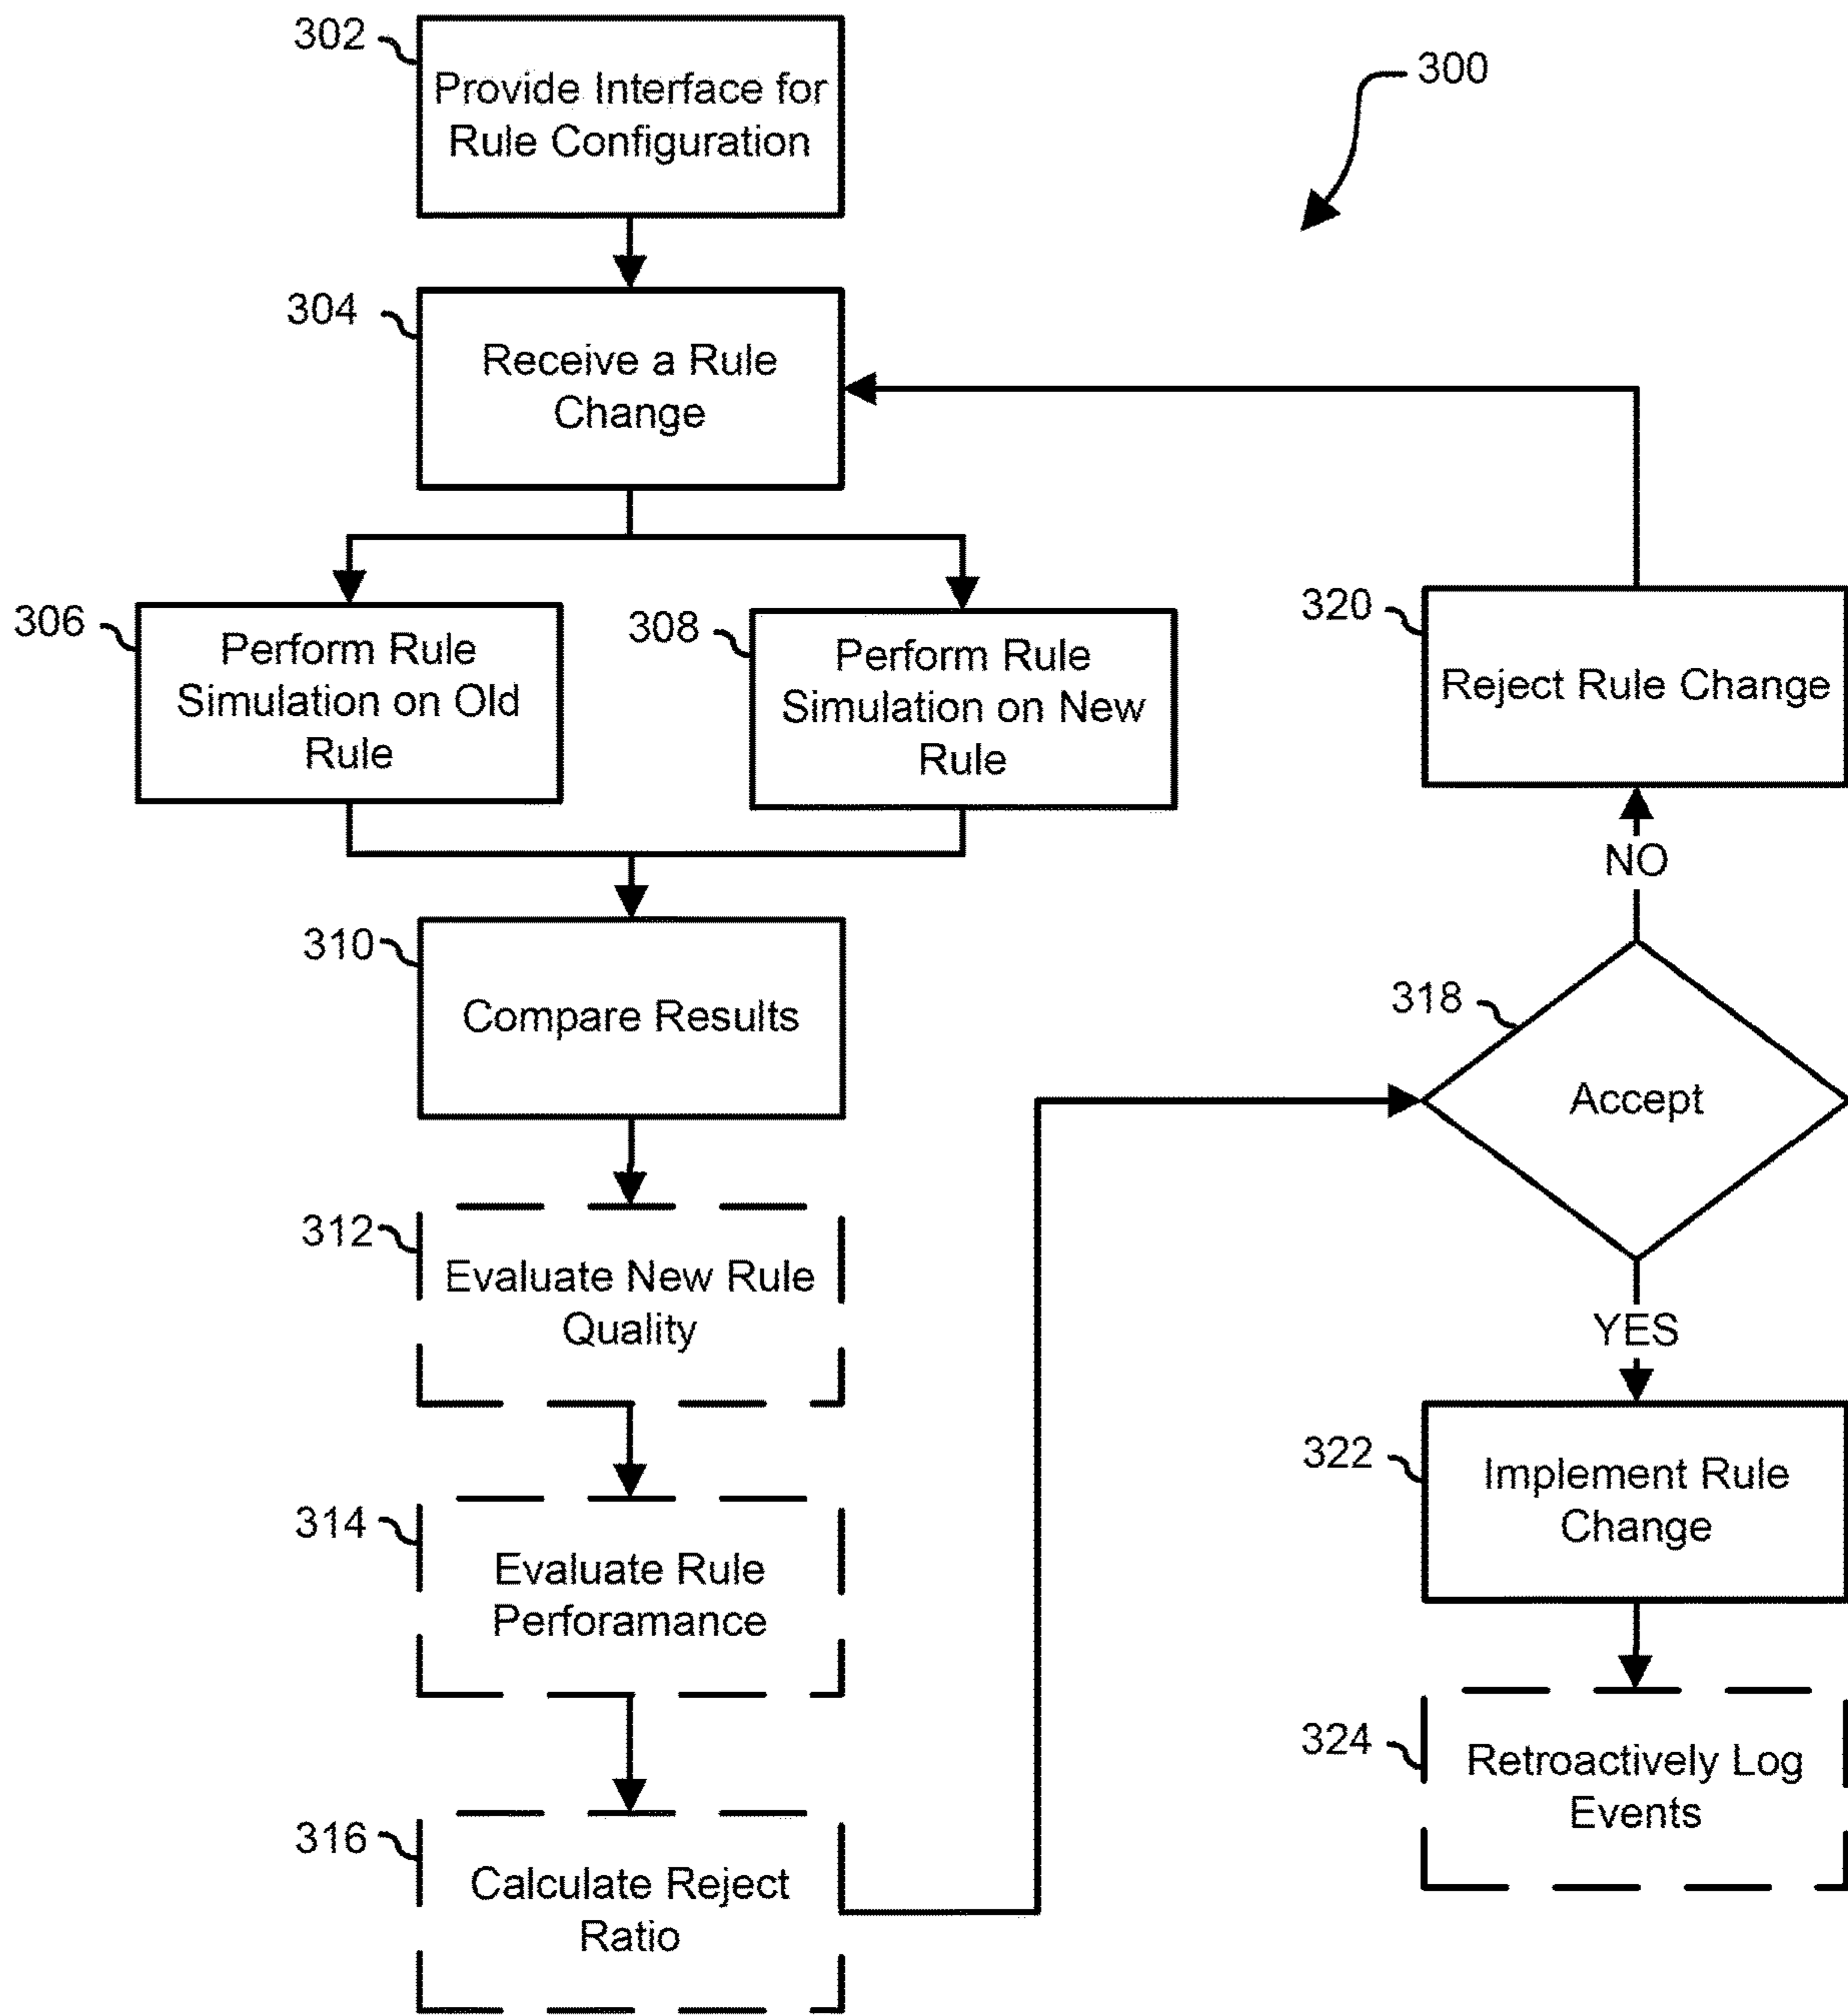 302
Provide Interface for
Rule Configuration
300
304
Receive a Rule
Change
306
Perform Rule
Simulation on Old
Rule
308
Perform Rule
Simulation on New
Rule
310
Compare Results
312
Evaluate New Rule
Quality
314
Evaluate Rule
Perforamance
316
Calculate Reject
Ratio
318
Accept
NO
320
Reject Rule Change
YES
322
Implement Rule
Change
324
Retroactively Log
Events